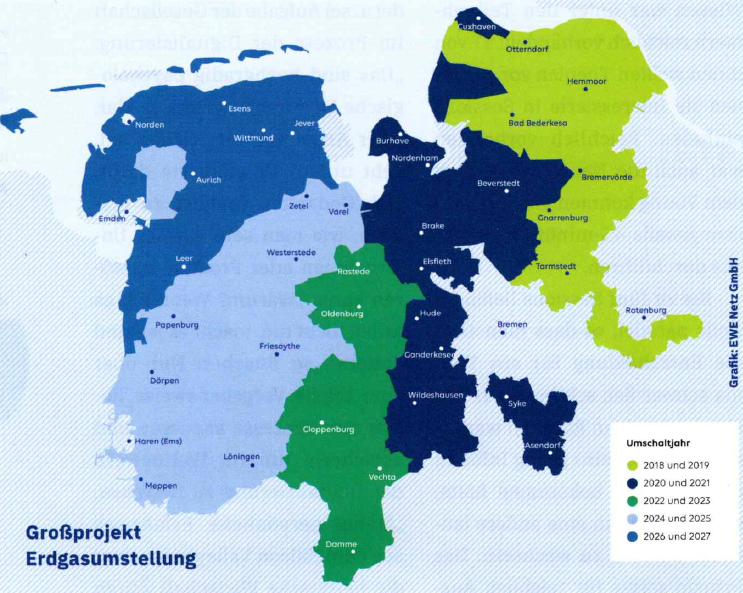 Cuxhaven
Otterndorf
Hemmoor
Bad Bederkesa
Esens
Norden
Jever
Wittmund
Burhave
Nordenham
Aurich
Beverstedt
Bremervörde
Zetel
Varel
Gnarrenburg
Emden
Brake
Westerstede
Leer
Elsfleth
Rastede
Tarmstedt
Oldenburg
Hude
Papenburg
Bremen
Rotenburg
Friesoythe
Ganderkesee
Dörpen
Wildeshausen
Syke
Cloppenburg
Haren (Ems)
Löningen
Asendorf
Vechta
Meppen
Damme
Umschaltjahr
2018 und 2019
2020 und 2021
2022 und 2023
2024 und 2025
2026 und 2027
Großprojekt
Erdgasumstellung
Grafik: EWE Netz GmbH